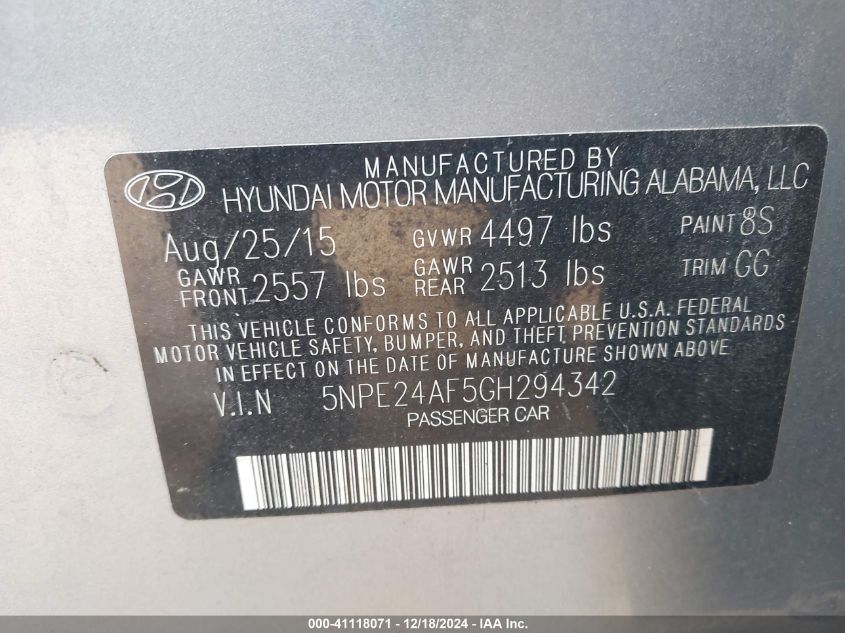 MANUFACTURED BY
HYUNDAI MOTOR MANUFACTURING ALABAMA, LLC
Aug/25/15 GVWR 4497 lbs PAINT 8S
GAWR FRONT 2557 lbs GAWR REAR 2513 lbs TRIM GG
THIS VEHICLE CONFORMS TO ALL APPLICABLE U.S.A. FEDERAL
MOTOR VEHICLE SAFETY, BUMPER, AND THEFT PREVENTION STANDARDS
IN EFFECT ON THE DATE OF MANUFACTURE SHOWN ABOVE
V.I.N 5NPE24AF5GH294342
PASSENGER CAR
000-41118071 - 12/18/2024 - IAA Inc.